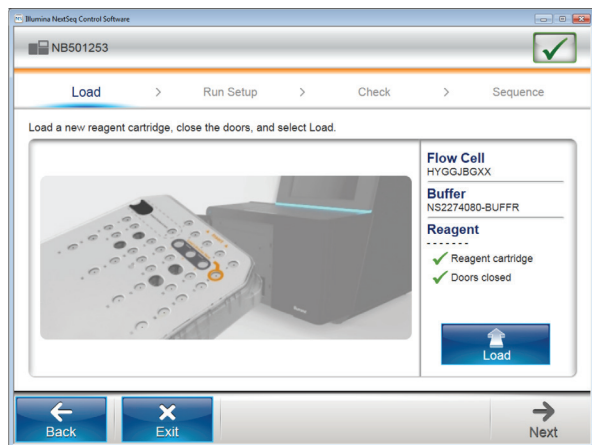 Illumina NextSeq Control Software
NB501253
Load > Run Setup > Check > Sequence
Load a new reagent cartridge, close the doors, and select Load.
Flow Cell
HYGGJBGXX
Buffer
NS2274080-BUFFR
Reagent
-------
Reagent cartridge
Doors closed
Load
Back
Exit
Next